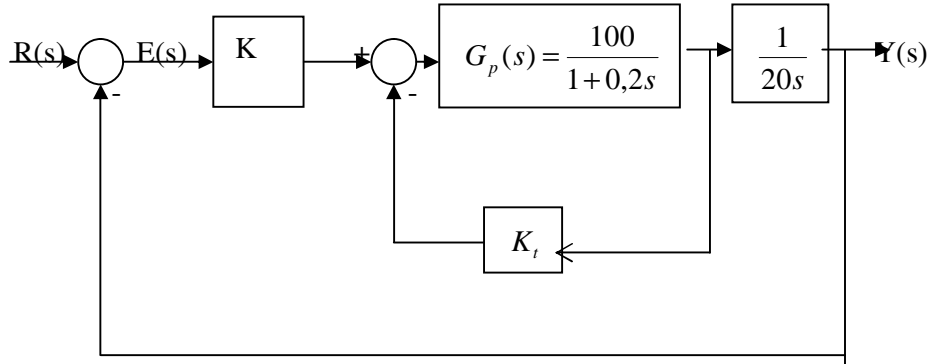 R(s) E(s) K + - G_p(s) = 100 / (1+0,2s) 1 / 20s Y(s)
-
K_t